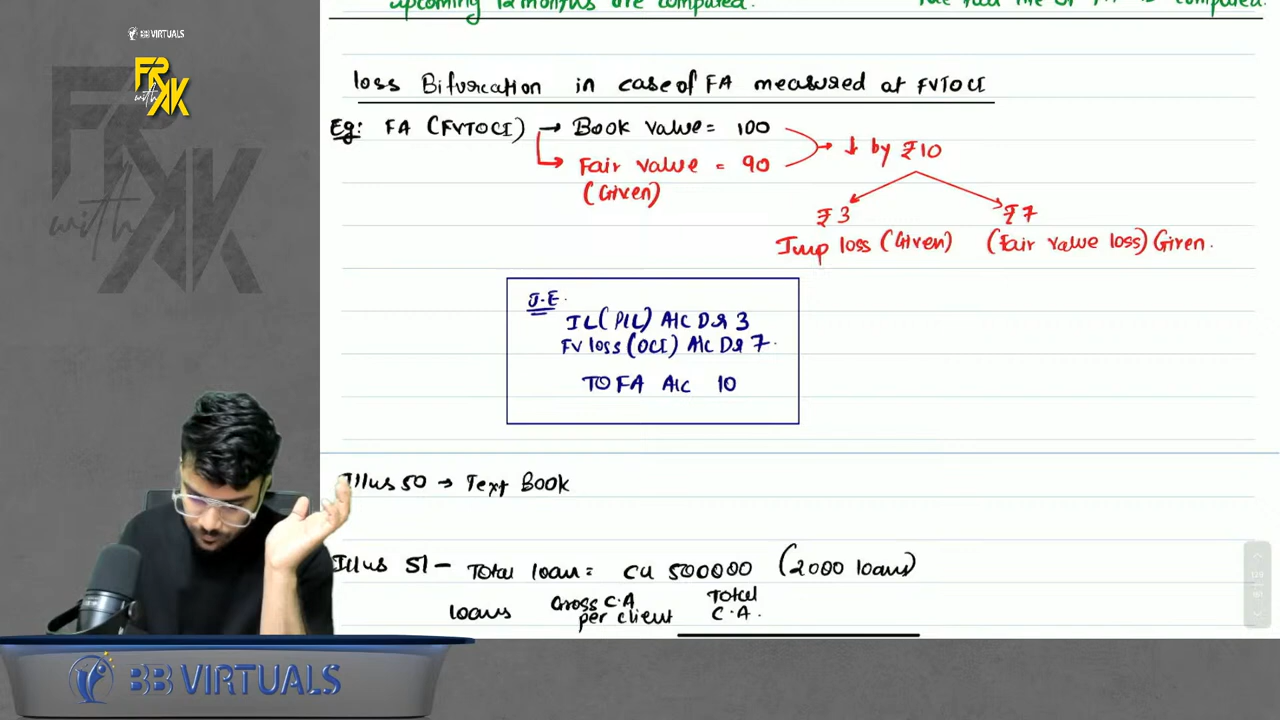 BB VIRTUALS
FR
with
AK
upcoming 12 months are computed.
loss Bifurcation in case of FA measured at FVTOCI
Eg: FA (FVTOCI) → Book Value = 100
Fair value = 90
(Given)
↓ by ₹10
₹3
₹7
Imp loss (Given)
(Fair value loss) Given.
J.E.
IL (P/L) A/c Dr 3
FV loss (OCI) A/c Dr 7.
TO FA A/c 10
Illus 50 → Text Book
Illus 51 - Total loan = CU 500000 (2000 loans)
loans Gross C.A per client Total C.A.
BB VIRTUALS